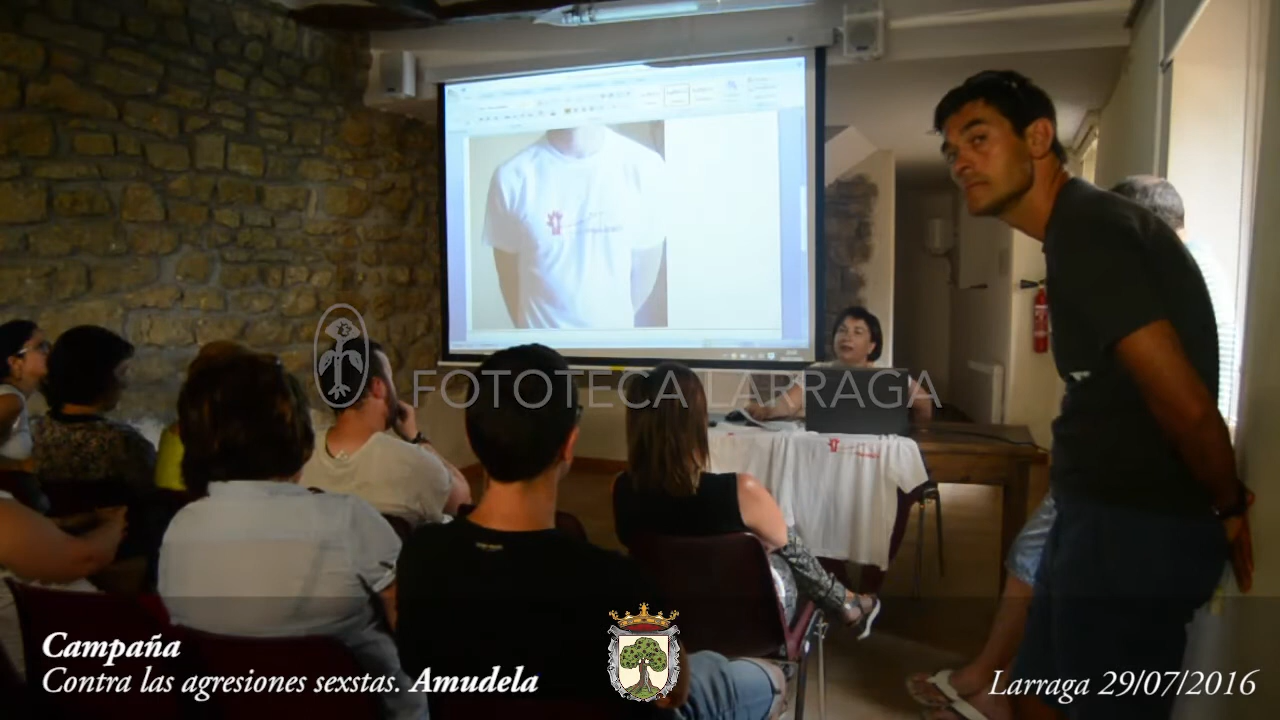 FOTOTECA LARRAGA
Campaña
Contra las agresiones sexstas. Amudela
Larraga 29/07/2016